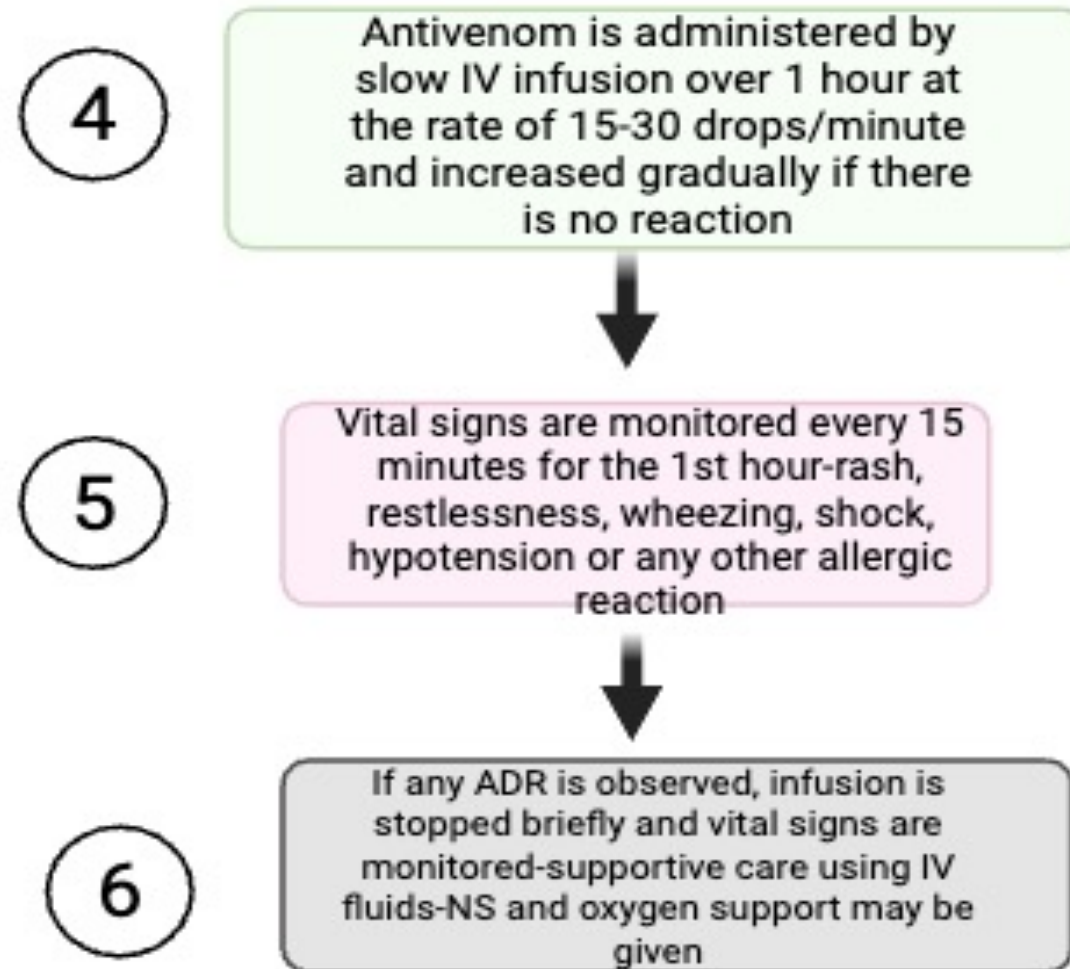 4
Antivenom is administered by
slow IV infusion over 1 hour at
the rate of 15-30 drops/minute
and increased gradually if there
is no reaction
5
Vital signs are monitored every 15
minutes for the 1st hour-rash,
restlessness, wheezing, shock,
hypotension or any other allergic
reaction
6
If any ADR is observed, infusion is
stopped briefly and vital signs are
monitored-supportive care using IV
fluids-NS and oxygen support may be
given